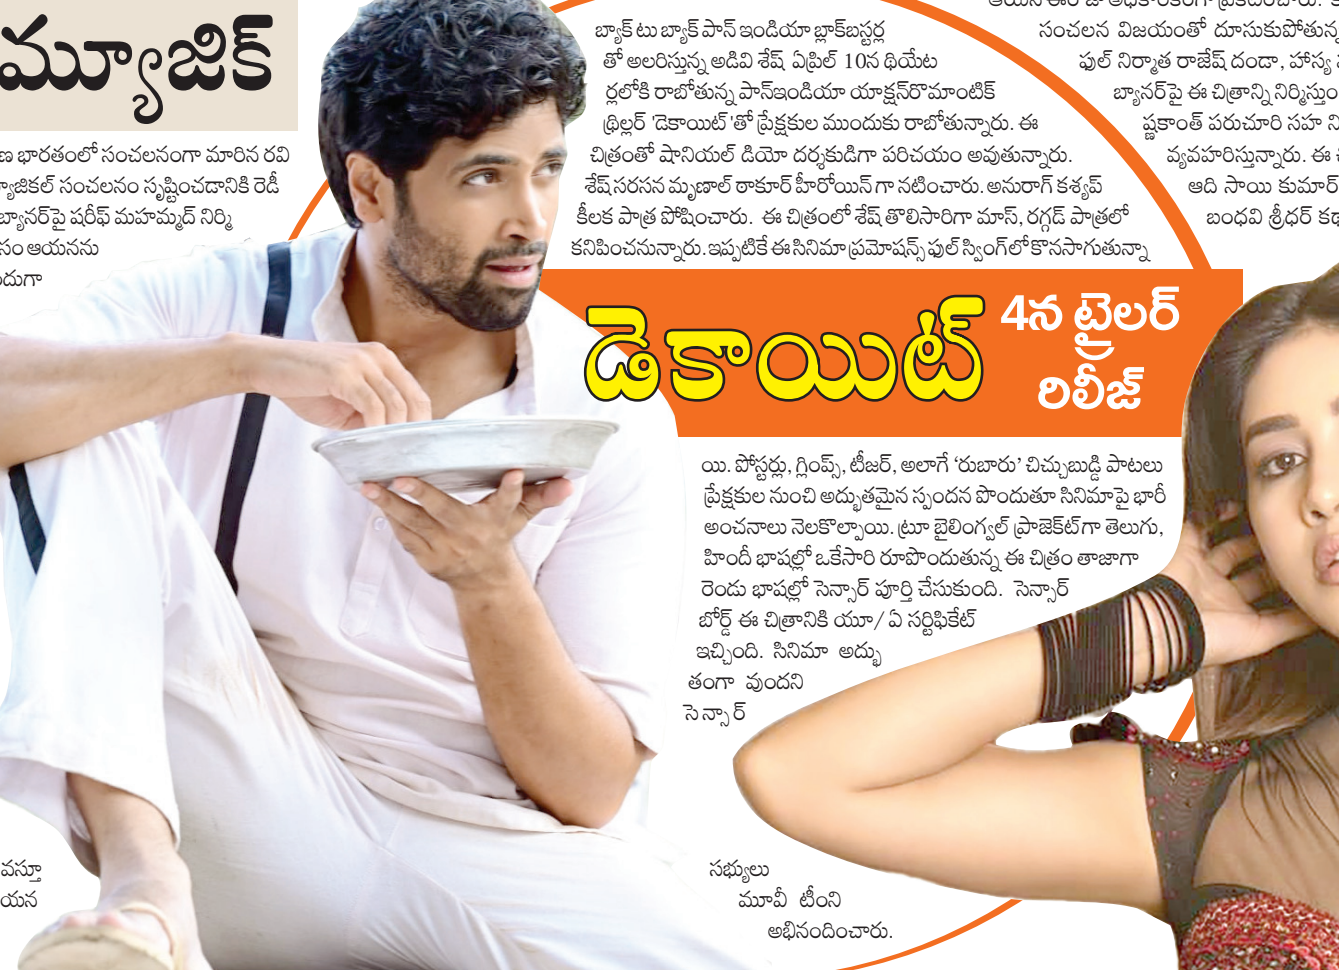 మ్యూజిక్
ణ భారతంలో సంచలనంగా మారిన రవి
్యూజికల్ సంచలనం సృష్టించడానికి రెడీ
బ్యానర్‌పై షరీఫ్ మహమ్మద్ నిర్మి
సం ఆయనను
ందుగా
వస్తూ
యన
బ్యాక్ టు బ్యాక్ పాన్ ఇండియా బ్లాక్‌బస్టర్ల
తో అలరిస్తున్న అడివి శేష్ ఏప్రిల్ 10న థియేట
ర్లలోకి రాబోతున్న పాన్ఇండియా యాక్షన్‌రొమాంటిక్
థ్రిల్లర్ 'డెకాయిట్'తో ప్రేక్షకుల ముందుకు రాబోతున్నారు. ఈ
చిత్రంతో షానియల్ డియో దర్శకుడిగా పరిచయం అవుతున్నారు.
శేష్‌సరసన మృణాల్ ఠాకూర్ హీరోయిన్ గా నటించారు. అనురాగ్ కశ్యప్
కీలక పాత్ర పోషించారు. ఈ చిత్రంలో శేష్ తొలిసారిగా మాస్, రగ్గడ్ పాత్రలో
కనిపించనున్నారు. ఇప్పటికే ఈ సినిమా ప్రమోషన్స్ ఫుల్ స్వింగ్‌లో కొనసాగుతున్నా
డెకాయిట్
4న ట్రైలర్
రిలీజ్
యి. పోస్టర్లు, గ్లింప్స్, టీజర్, అలాగే ‘రుబారు’ చిచ్చుబుడ్డి పాటలు
ప్రేక్షకుల నుంచి అద్భుతమైన స్పందన పొందుతూ సినిమాపై భారీ
అంచనాలు నెలకొల్పాయి. ట్రూ బైలింగ్వల్ ప్రాజెక్ట్‌గా తెలుగు,
హిందీ భాషల్లో ఒకేసారి రూపొందుతున్న ఈ చిత్రం తాజాగా
రెండు భాషల్లో సెన్సార్ పూర్తి చేసుకుంది. సెన్సార్
బోర్డ్ ఈ చిత్రానికి యూ/ ఏ సర్టిఫికేట్
ఇచ్చింది. సినిమా అద్భు
తంగా వుందని
సెన్సార్
సభ్యులు
మూవీ టీంని
అభినందించారు.
సంచలన విజయంతో దూసుకుపోతున్న
ఫుల్ నిర్మాత రాజేష్ దండా, హాస్య
బ్యానర్‌పై ఈ చిత్రాన్ని నిర్మిస్తుం
ష్ణకాంత్ పరుచూరి సహ ని
వ్యవహరిస్తున్నారు. ఈ
ఆది సాయి కుమార్
బంధవి శ్రీధర్